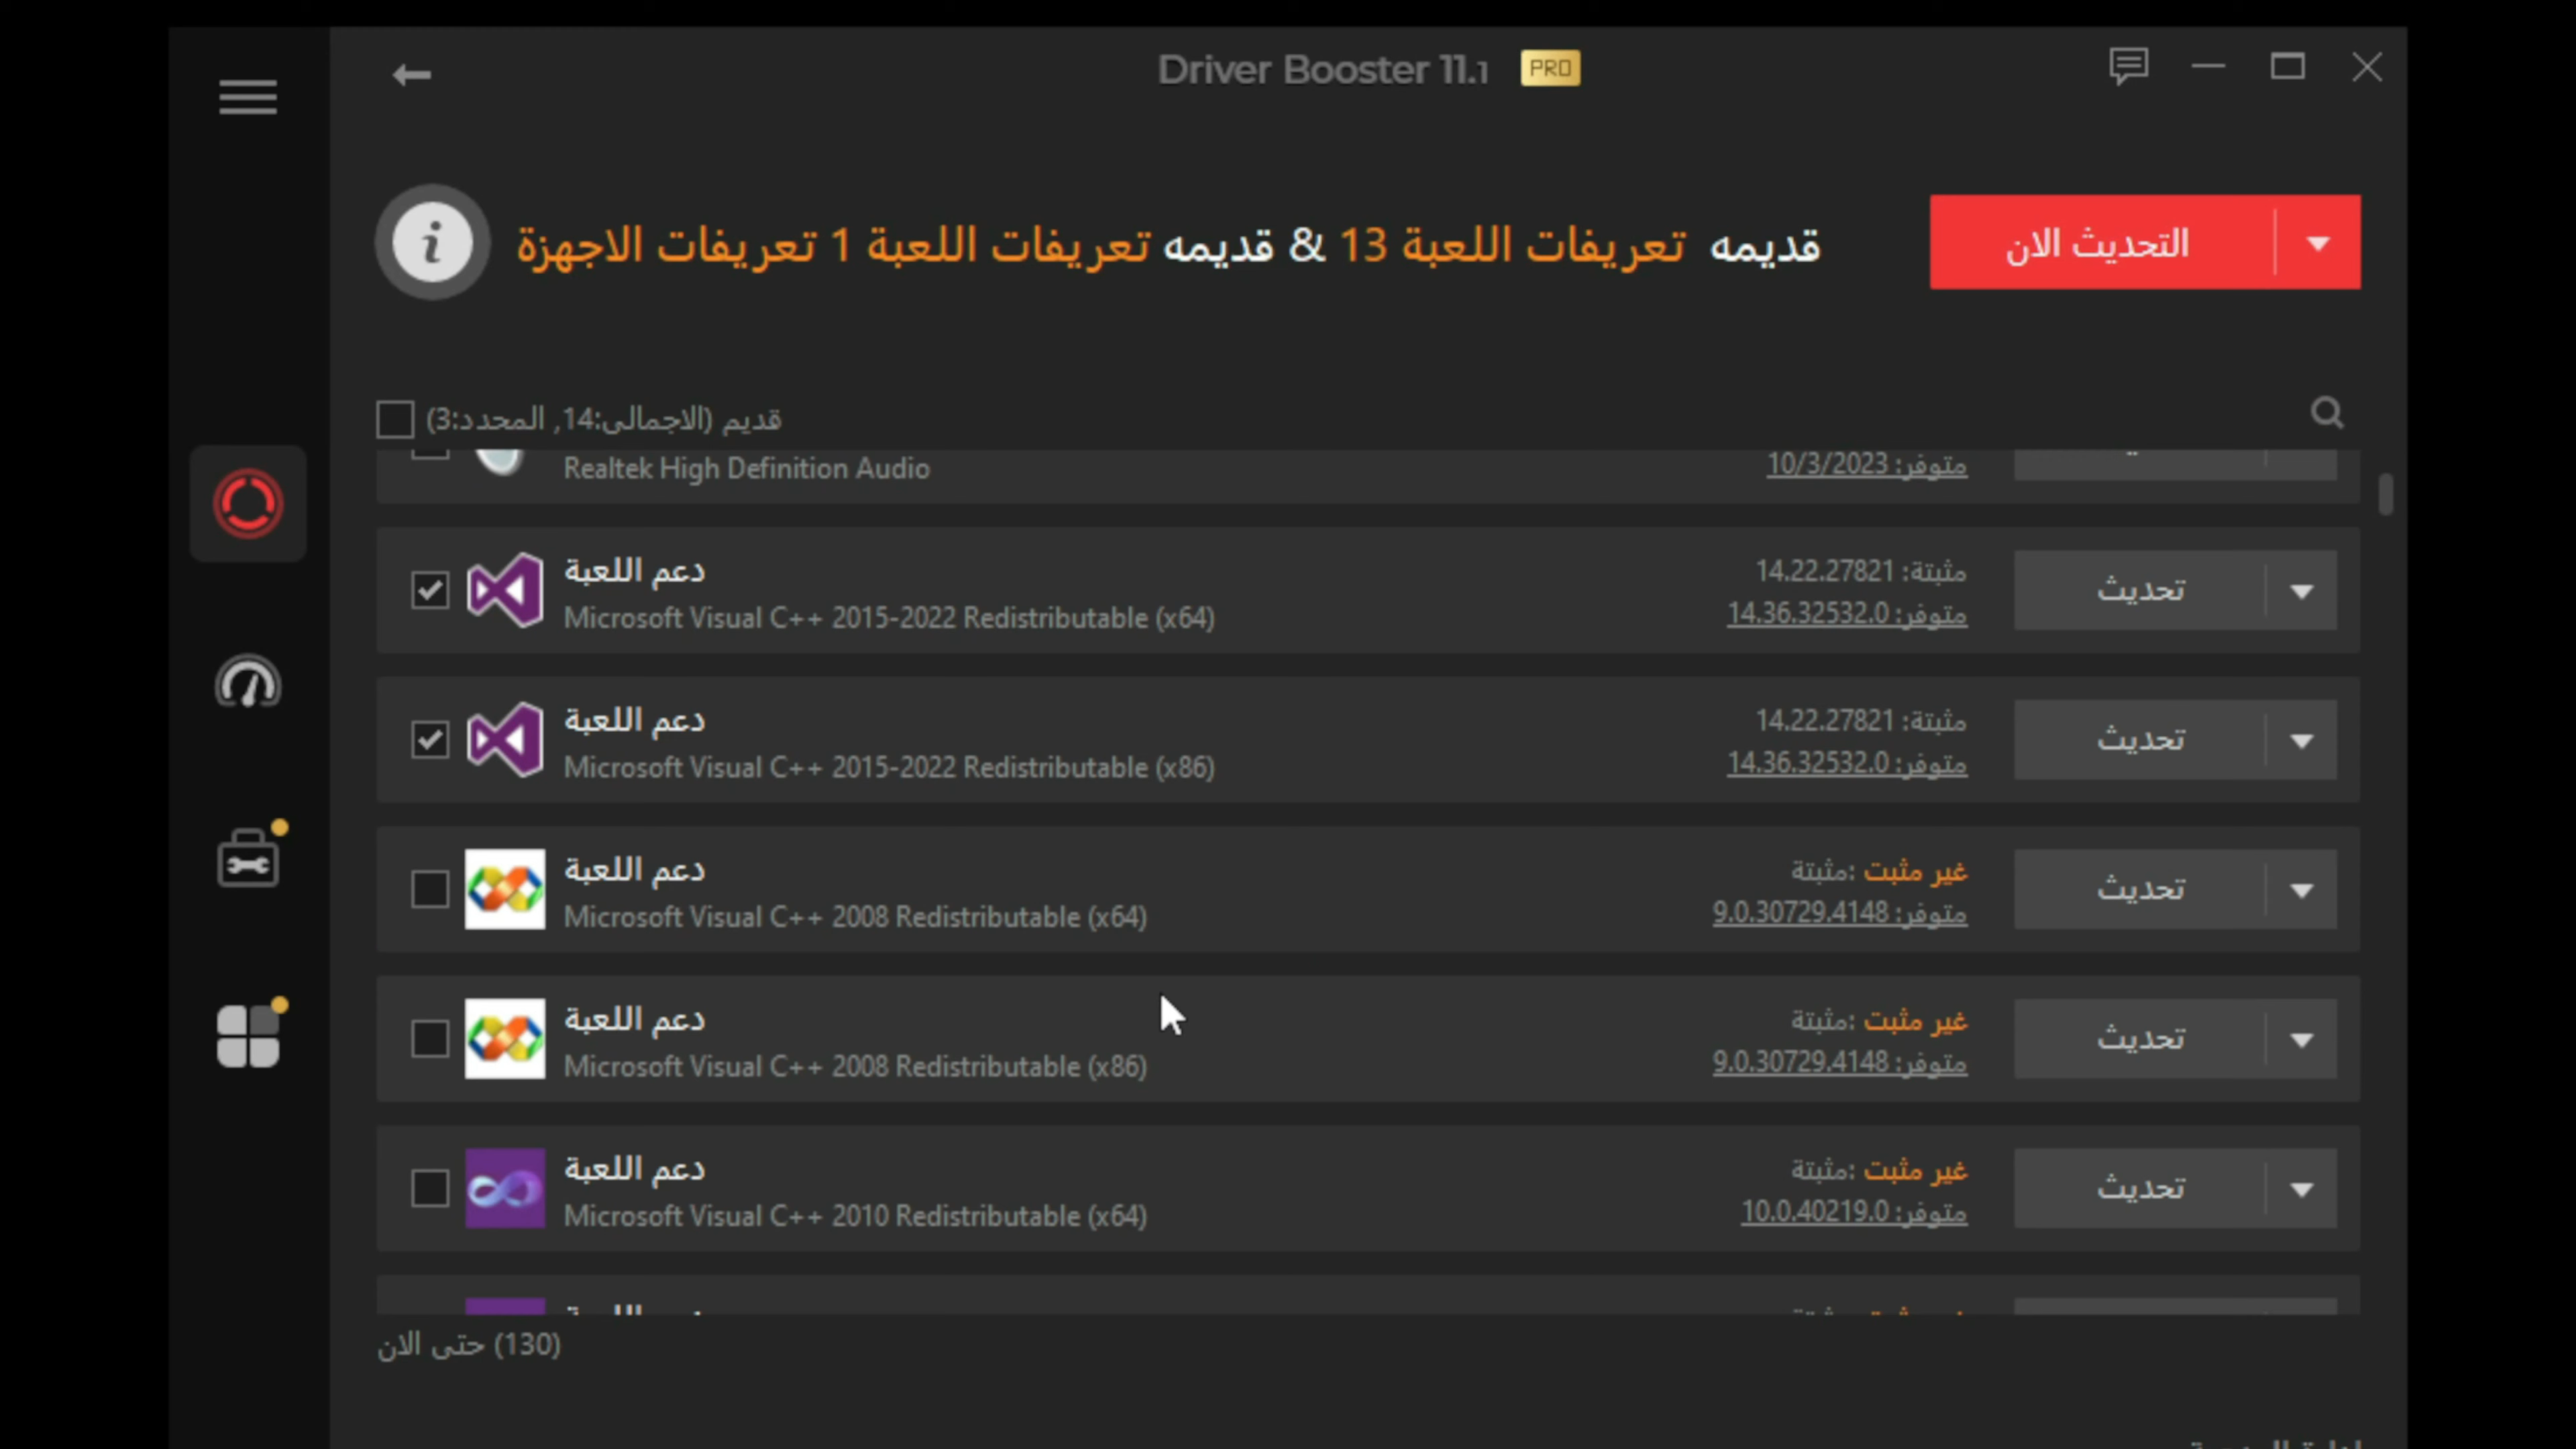 Driver Booster 11.1 PRO
قديمه تعريفات اللعبة 13 & قديمه تعريفات اللعبة 1 تعريفات الاجهزة
التحديث الان
قديم (الاجمالى:14, المحدد:3)
Realtek High Definition Audio
متوفر: 10/3/2023
دعم اللعبة
Microsoft Visual C++ 2015-2022 Redistributable (x64)
مثبتة: 14.22.27821
متوفر: 14.36.32532.0
تحديث
دعم اللعبة
Microsoft Visual C++ 2015-2022 Redistributable (x86)
مثبتة: 14.22.27821
متوفر: 14.36.32532.0
تحديث
دعم اللعبة
Microsoft Visual C++ 2008 Redistributable (x64)
مثبتة: غير مثبت
متوفر: 9.0.30729.4148
تحديث
دعم اللعبة
Microsoft Visual C++ 2008 Redistributable (x86)
مثبتة: غير مثبت
متوفر: 9.0.30729.4148
تحديث
دعم اللعبة
Microsoft Visual C++ 2010 Redistributable (x64)
مثبتة: غير مثبت
متوفر: 10.0.40219.0
تحديث
حتى الان (130)